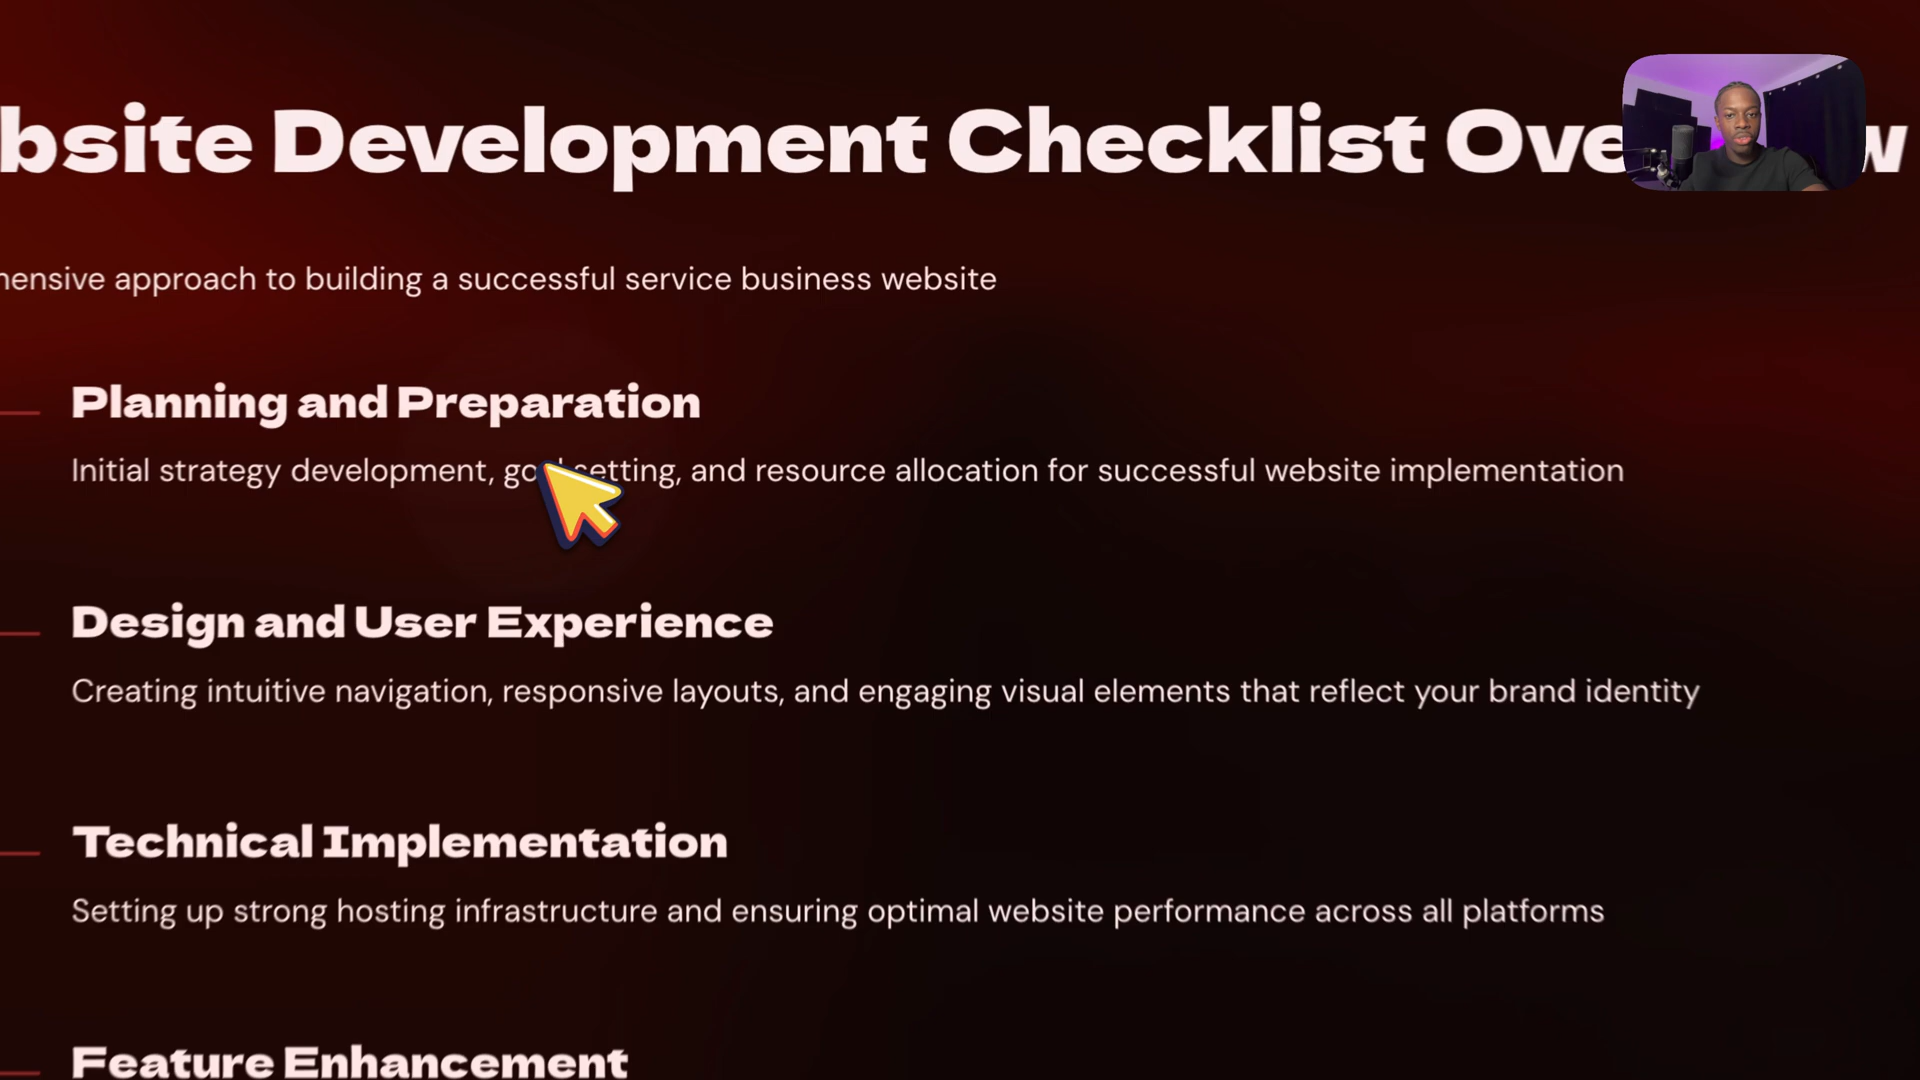 bsite Development Checklist Ove w
hensive approach to building a successful service business website
Planning and Preparation
Initial strategy development, goal setting, and resource allocation for successful website implementation
Design and User Experience
Creating intuitive navigation, responsive layouts, and engaging visual elements that reflect your brand identity
Technical Implementation
Setting up strong hosting infrastructure and ensuring optimal website performance across all platforms
Feature Enhancement